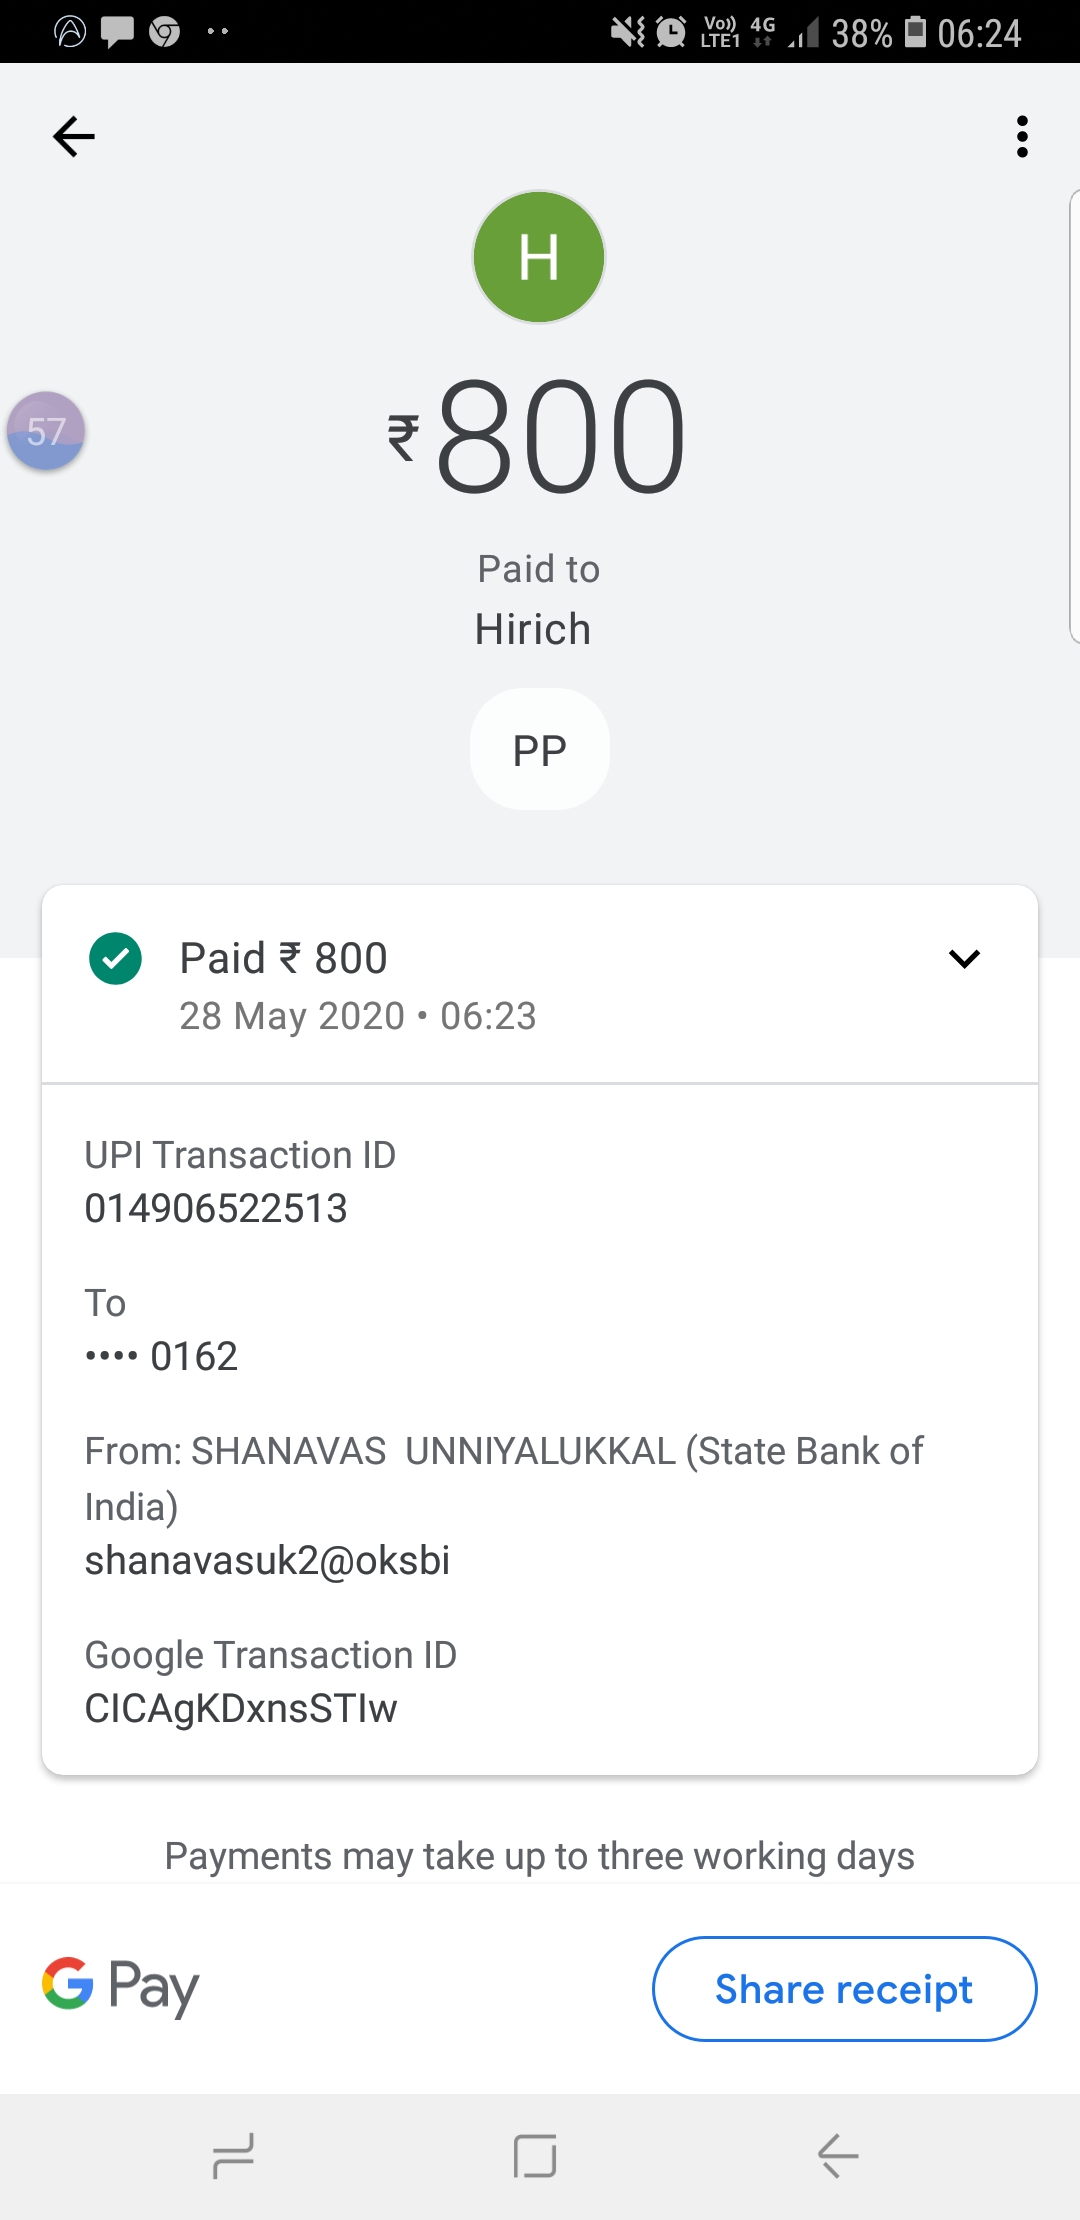 Vo)) 4G 38% 06:24
LTE1
H
57
₹800
Paid to
Hirich
PP
Paid ₹ 800
28 May 2020 • 06:23
UPI Transaction ID
014906522513
To
•••• 0162
From: SHANAVAS  UNNIYALUKKAL (State Bank of
India)
shanavasuk2@oksbi
Google Transaction ID
CICAgKDxnsSTIw
Payments may take up to three working days
G Pay
Share receipt